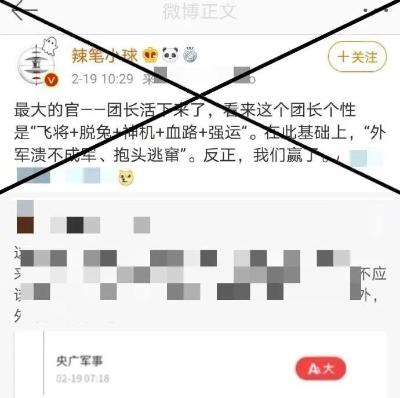 微博正文
辣笔小球
2-19 10:29 来
+关注
最大的官——团长活下来了，看来这个团长个性
是“飞将+脱兔+神机+血路+强运”。在此基础上，“外
军溃不成军、抱头逃窜”。反正，我们赢了。
不应
该
外，
央广军事
02-19 07:18
大